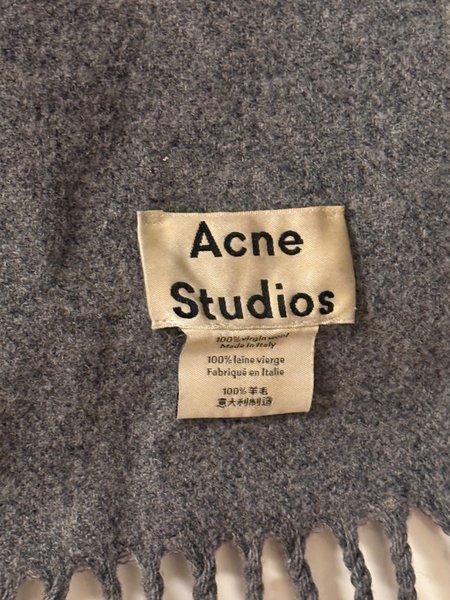 Acne
Studios
100% virgin wool
Made in Italy
100% laine vierge
Fabriqué en Italie
100% 羊毛
意大利制造